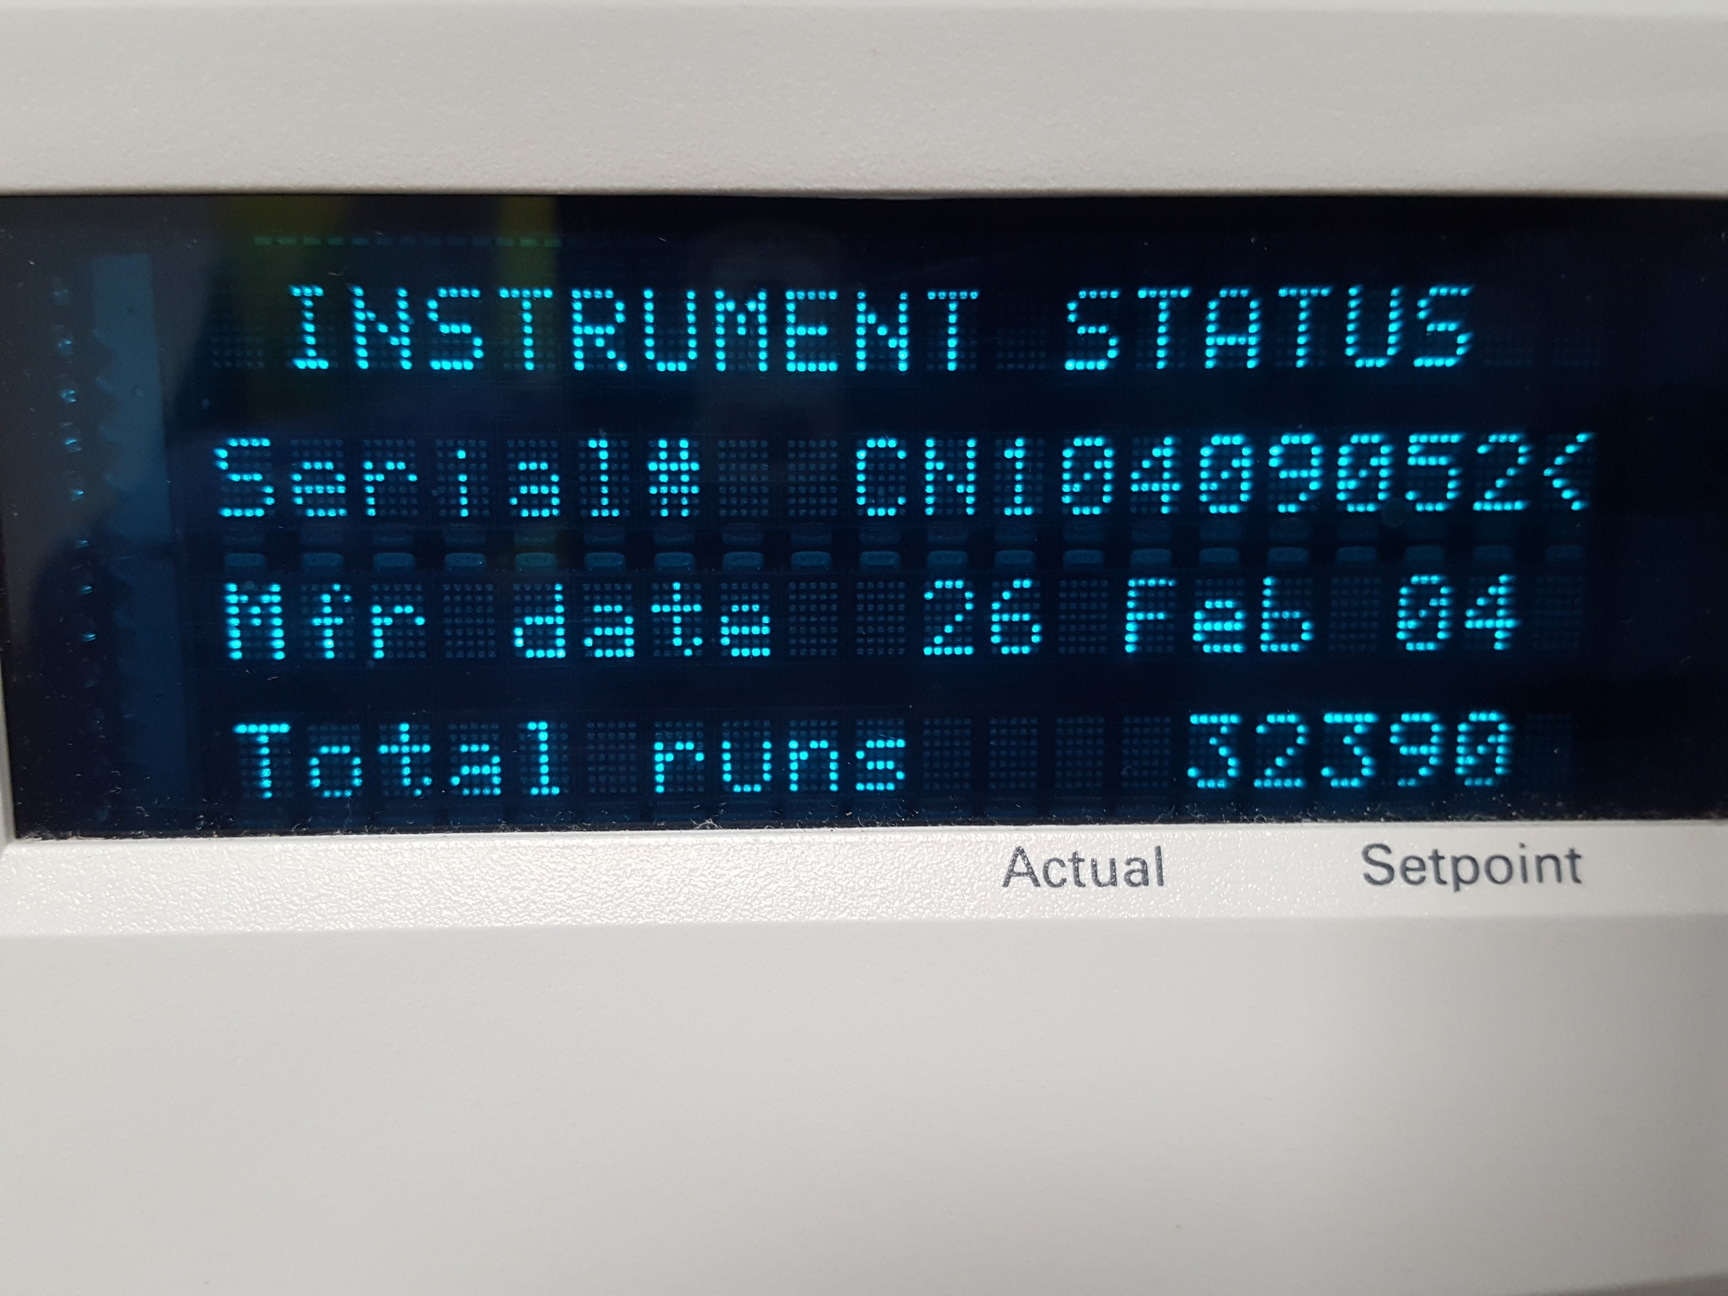 INSTRUMENT STATUS
Serial# CN10409052<
Mfr date 26 Feb 04
Total runs 32390
Actual Setpoint